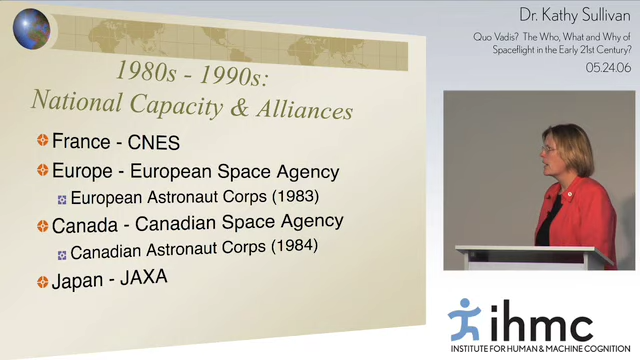 1980s - 1990s:
National Capacity & Alliances
France - CNES
Europe - European Space Agency
European Astronaut Corps (1983)
Canada - Canadian Space Agency
Canadian Astronaut Corps (1984)
Japan - JAXA
Dr. Kathy Sullivan
Quo Vadis? The Who, What and Why of
Spaceflight in the Early 21st Century?
05.24.06
ihmc
INSTITUTE FOR HUMAN & MACHINE COGNITION